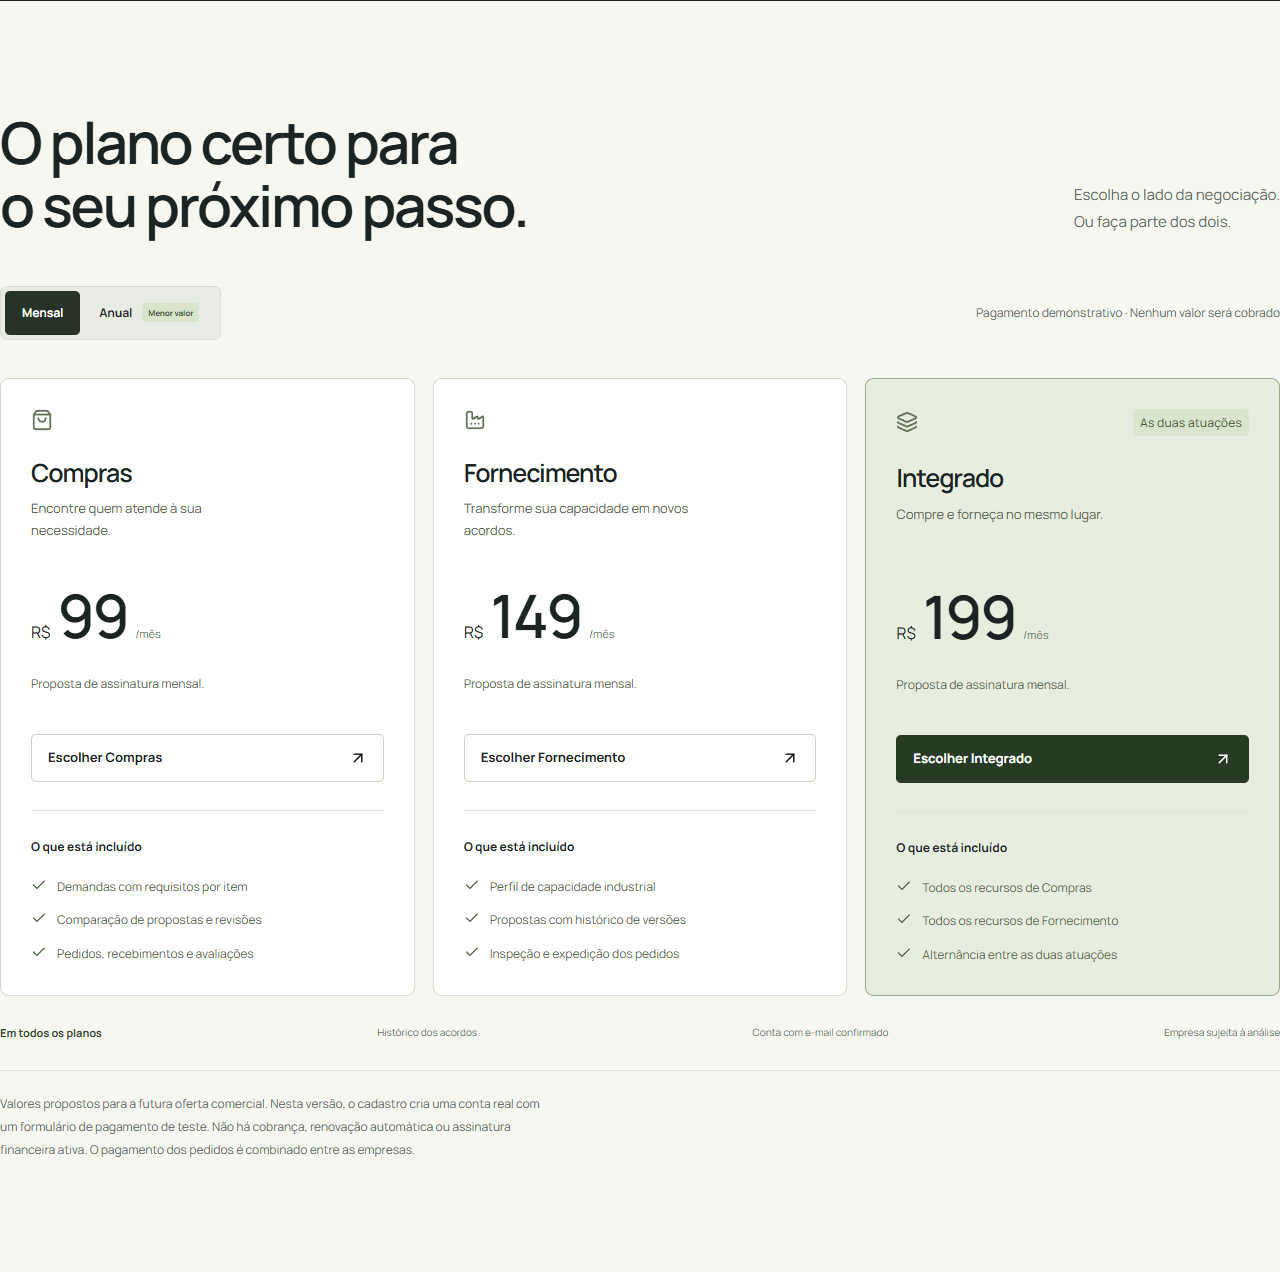 O plano certo para
o seu próximo passo.
Escolha o lado da negociação.
Ou faça parte dos dois.
Mensal
Anual
Menor valor
Pagamento demonstrativo · Nenhum valor será cobrado
Compras
Encontre quem atende à sua
necessidade.
R$ 99 /mês
Proposta de assinatura mensal.
Escolher Compras
O que está incluído
Demandas com requisitos por item
Comparação de propostas e revisões
Pedidos, recebimentos e avaliações
Fornecimento
Transforme sua capacidade em novos
acordos.
R$ 149 /mês
Proposta de assinatura mensal.
Escolher Fornecimento
O que está incluído
Perfil de capacidade industrial
Propostas com histórico de versões
Inspeção e expedição dos pedidos
As duas atuações
Integrado
Compre e forneça no mesmo lugar.
R$ 199 /mês
Proposta de assinatura mensal.
Escolher Integrado
O que está incluído
Todos os recursos de Compras
Todos os recursos de Fornecimento
Alternância entre as duas atuações
Em todos os planos
Histórico dos acordos
Conta com e-mail confirmado
Empresa sujeita à análise
Valores propostos para a futura oferta comercial. Nesta versão, o cadastro cria uma conta real com
um formulário de pagamento de teste. Não há cobrança, renovação automática ou assinatura
financeira ativa. O pagamento dos pedidos é combinado entre as empresas.